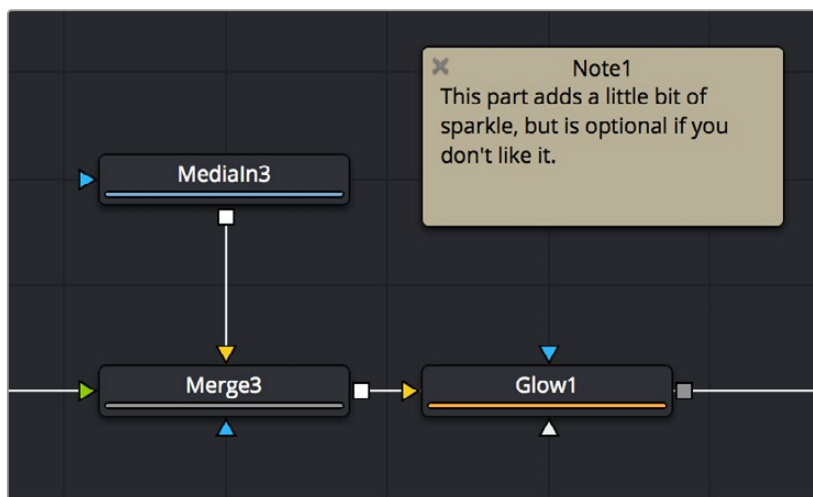 Note1
This part adds a little bit of
sparkle, but is optional if you
don't like it.
MediaIn3
Merge3
Glow1